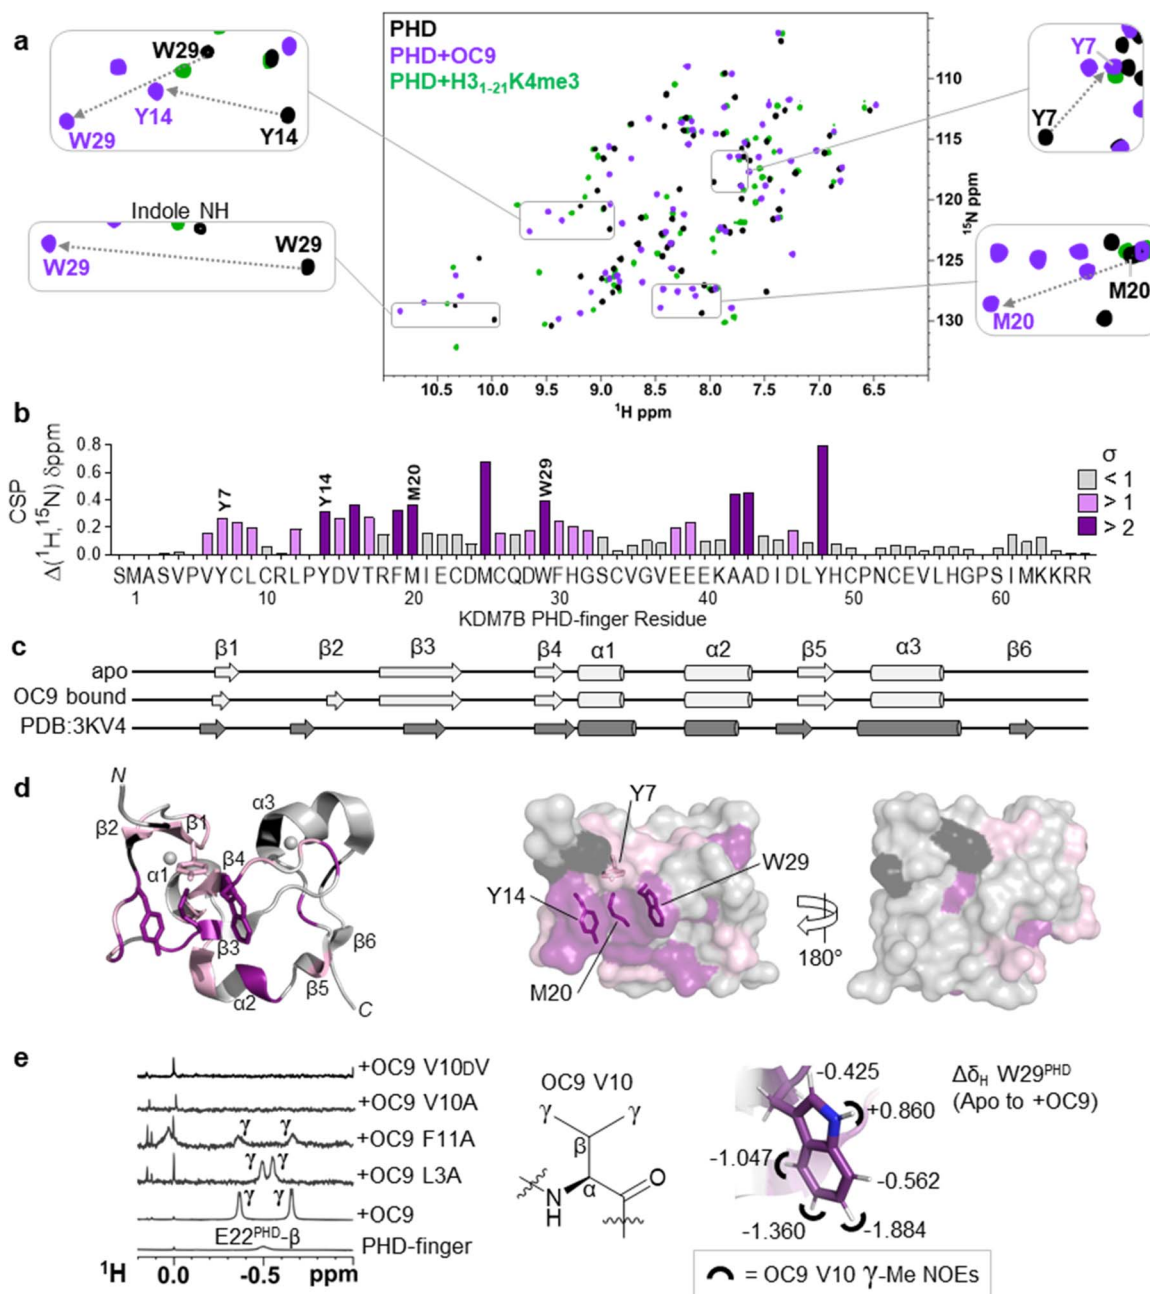 a
PHD
PHD+OC9
PHD+H3₁₋₂₁K4me3
W29
Y14
W29
Y14
Indole NH
W29
W29
Y7
Y7
M20
M20
110
115
120
125
130
¹⁵N ppm
10.5 10.0 9.5 9.0 8.5 8.0 7.5 7.0 6.5
¹H ppm
b
CSP
Δ(¹H, ¹⁵N) δppm
0.8
0.6
0.4
0.2
0.0
Y7
Y14
M20
W29
σ
< 1
> 1
> 2
SMASVPVYCLCRLPYDVTRFMIECDMCQDWFHGSCVGVEEEKAADIDLYHCPNCEVLHGPSIMKKRR
1 10 20 30 40 50 60
KDM7B PHD-finger Residue
c
β1 β2 β3 β4 α1 α2 β5 α3 β6
apo
OC9 bound
PDB:3KV4
d
N
β2
β1
α3
α1
β4
β3
β6
α2
β5
C
Y7
W29
Y14
M20
180°
e
+OC9 V10DV
+OC9 V10A
γ γ +OC9 F11A
γ γ +OC9 L3A
γ γ +OC9
E22ᴾᴴᴰ-β PHD-finger
¹H 0.0 -0.5 ppm
OC9 V10
γ γ
β
α
N
H
O
-0.425
+0.860
-1.047
-0.562
-1.360
-1.884
Δδ_H W29ᴾᴴᴰ
(Apo to +OC9)
= OC9 V10 γ-Me NOEs